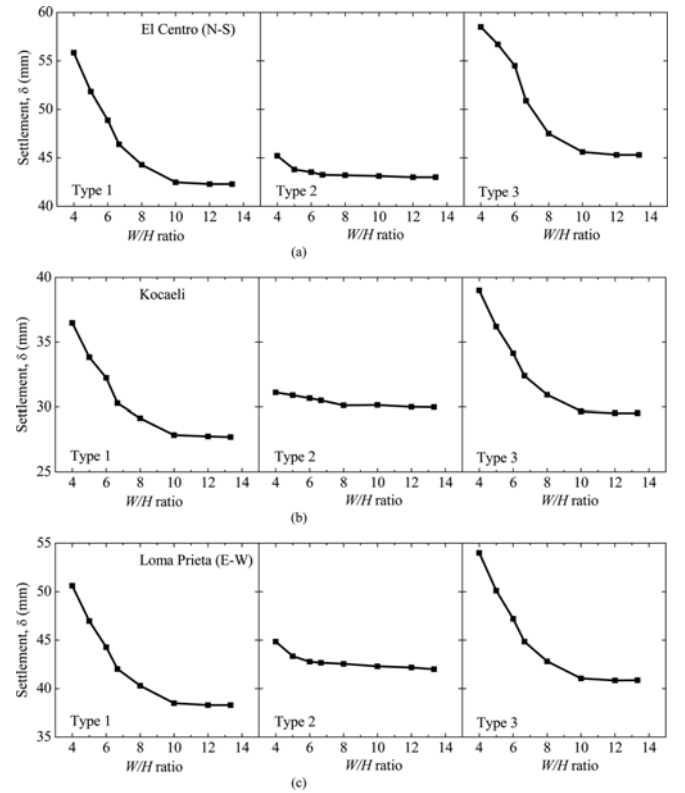 El Centro (N-S)
60
55
50
45
40
Settlement, δ (mm)
Type 1
Type 2
Type 3
4 6 8 10 12 14
4 6 8 10 12 14
4 6 8 10 12 14
W/H ratio
W/H ratio
W/H ratio
(a)
Kocaeli
40
35
30
25
Settlement, δ (mm)
Type 1
Type 2
Type 3
4 6 8 10 12 14
4 6 8 10 12 14
4 6 8 10 12 14
W/H ratio
W/H ratio
W/H ratio
(b)
Loma Prieta (E-W)
55
50
45
40
35
Settlement, δ (mm)
Type 1
Type 2
Type 3
4 6 8 10 12 14
4 6 8 10 12 14
4 6 8 10 12 14
W/H ratio
W/H ratio
W/H ratio
(c)